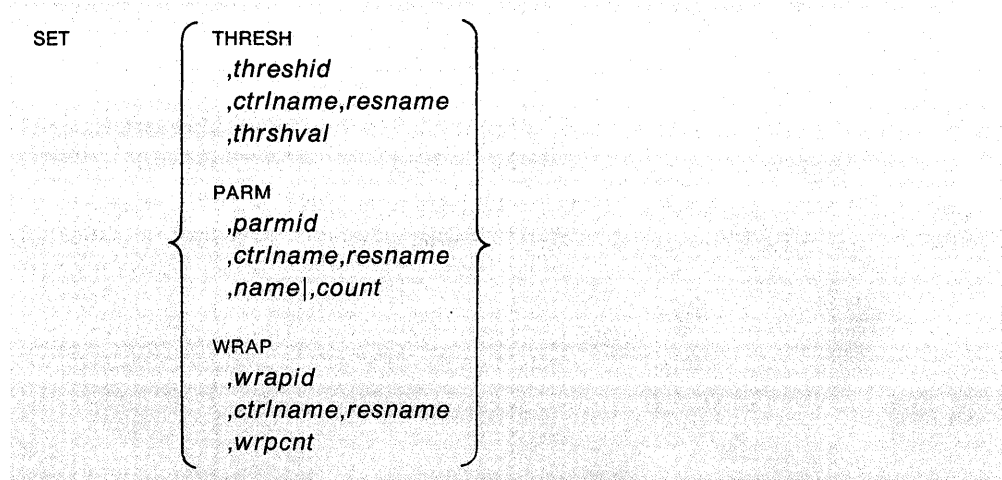 SET THRESH
,threshid
,ctrlname,resname
,thrshval
PARM
,parmid
,ctrlname,resname
,name|,count
WRAP
,wrapid
,ctrlname,resname
,wrpcnt